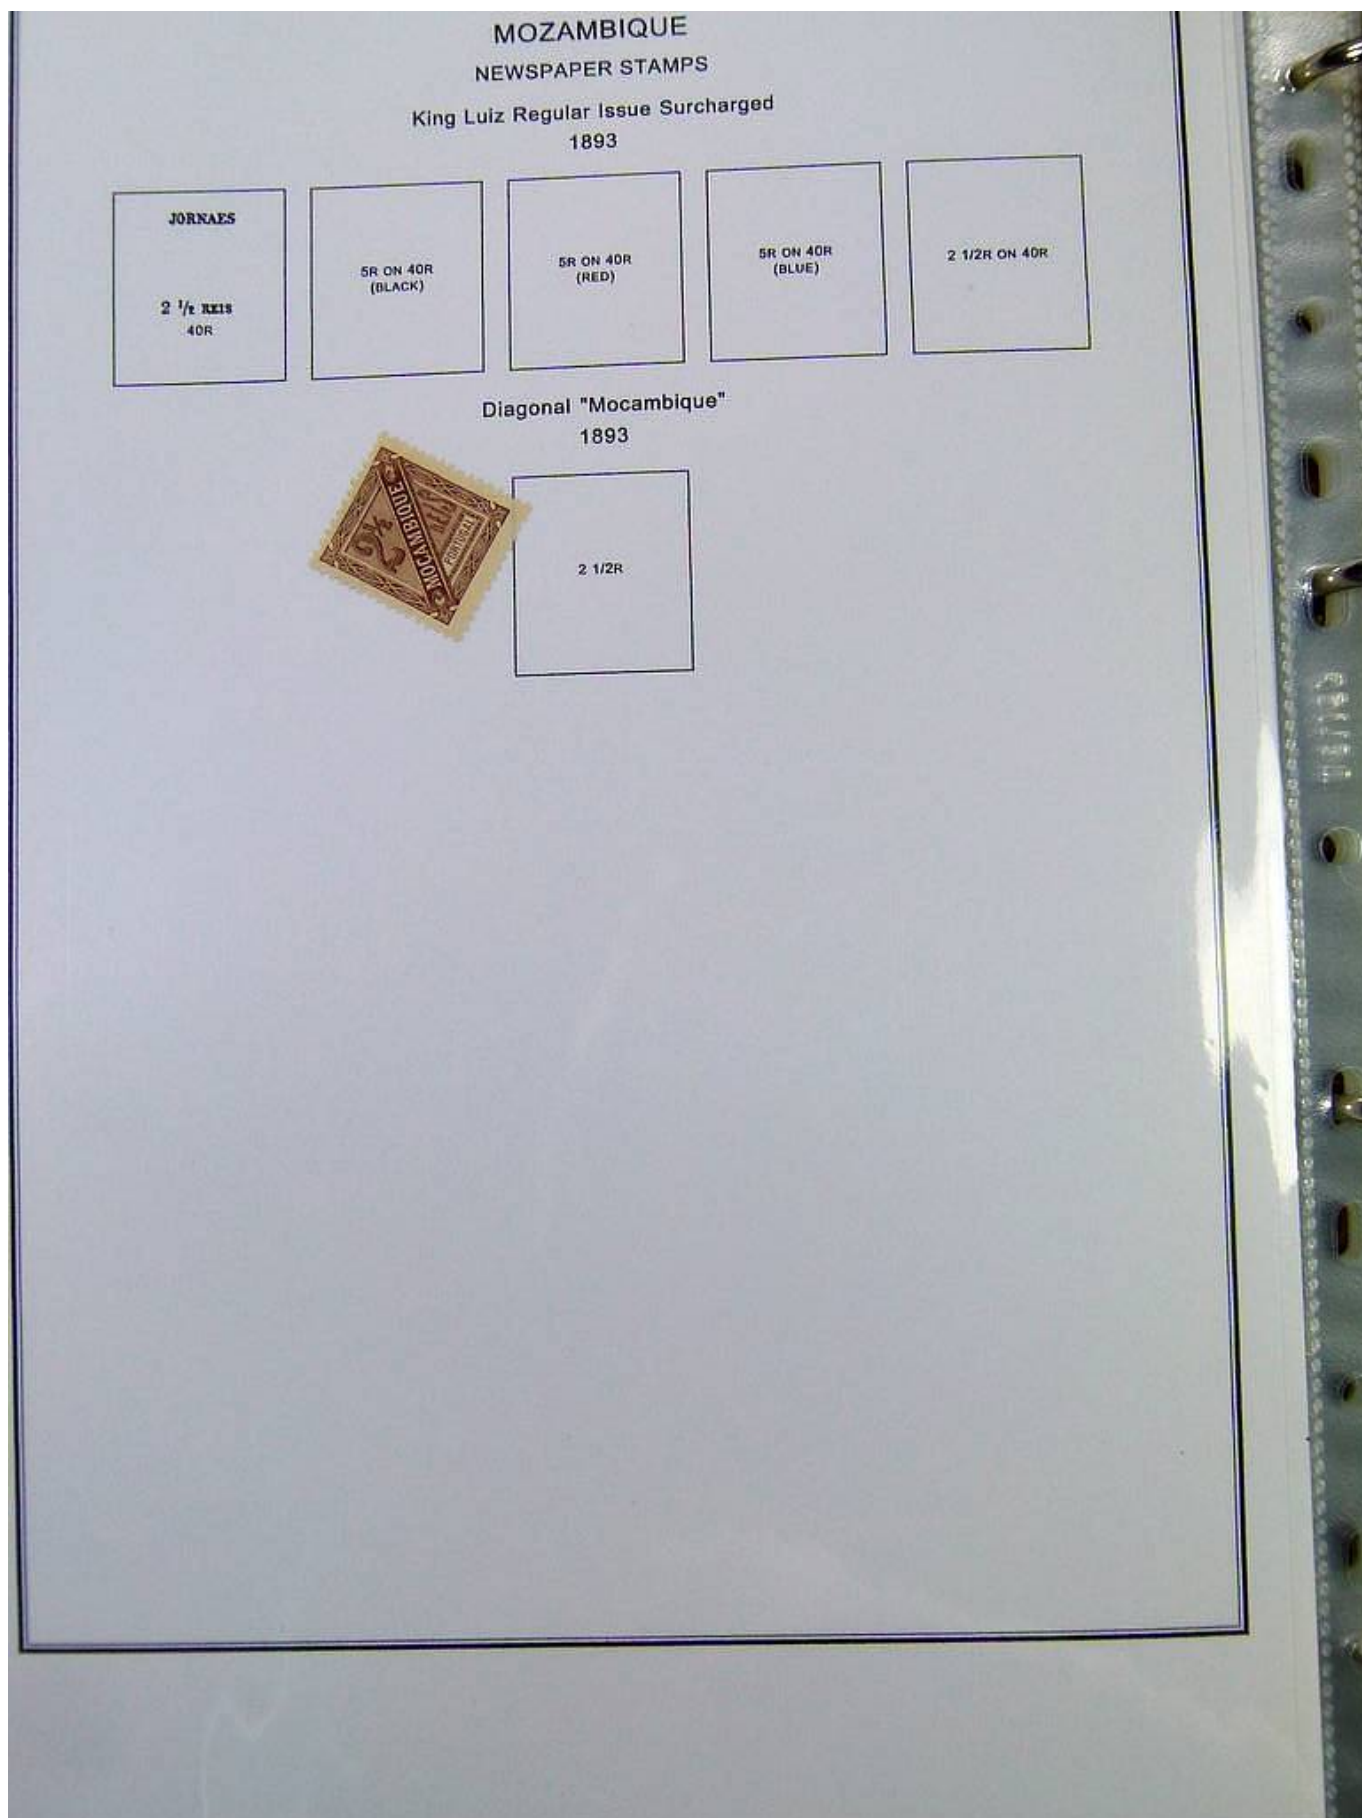 MOZAMBIQUE
NEWSPAPER STAMPS
King Luiz Regular Issue Surcharged
1893
JORNAES
2 1/2 REIS
40R
5R ON 40R
(BLACK)
5R ON 40R
(RED)
5R ON 40R
(BLUE)
2 1/2R ON 40R
Diagonal "Mocambique"
1893
2½
MOÇAMBIQUE
REIS
PORTUGAL
2 1/2R